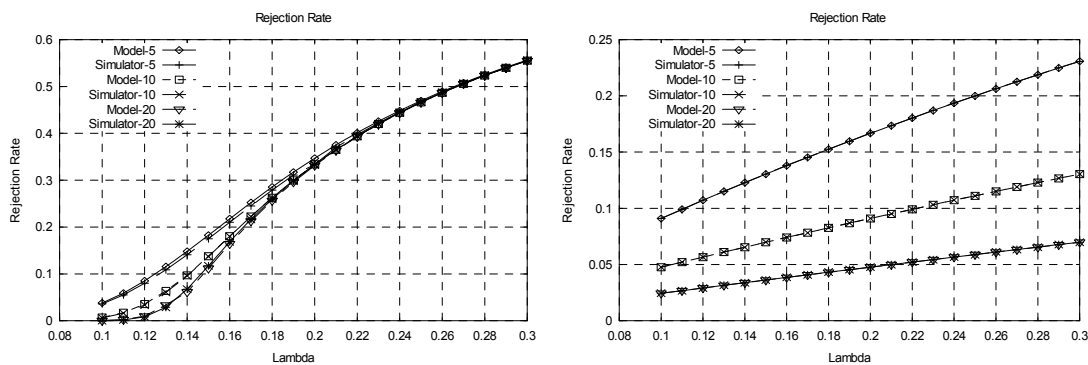 Rejection Rate
0.6
0.5
0.4
0.3
0.2
0.1
0
Rejection Rate
Model-5
Simulator-5
Model-10
Simulator-10
Model-20
Simulator-20
0.08 0.1 0.12 0.14 0.16 0.18 0.2 0.22 0.24 0.26 0.28 0.3
Lambda
Rejection Rate
0.25
0.2
0.15
0.1
0.05
0
Rejection Rate
Model-5
Simulator-5
Model-10
Simulator-10
Model-20
Simulator-20
0.08 0.1 0.12 0.14 0.16 0.18 0.2 0.22 0.24 0.26 0.28 0.3
Lambda